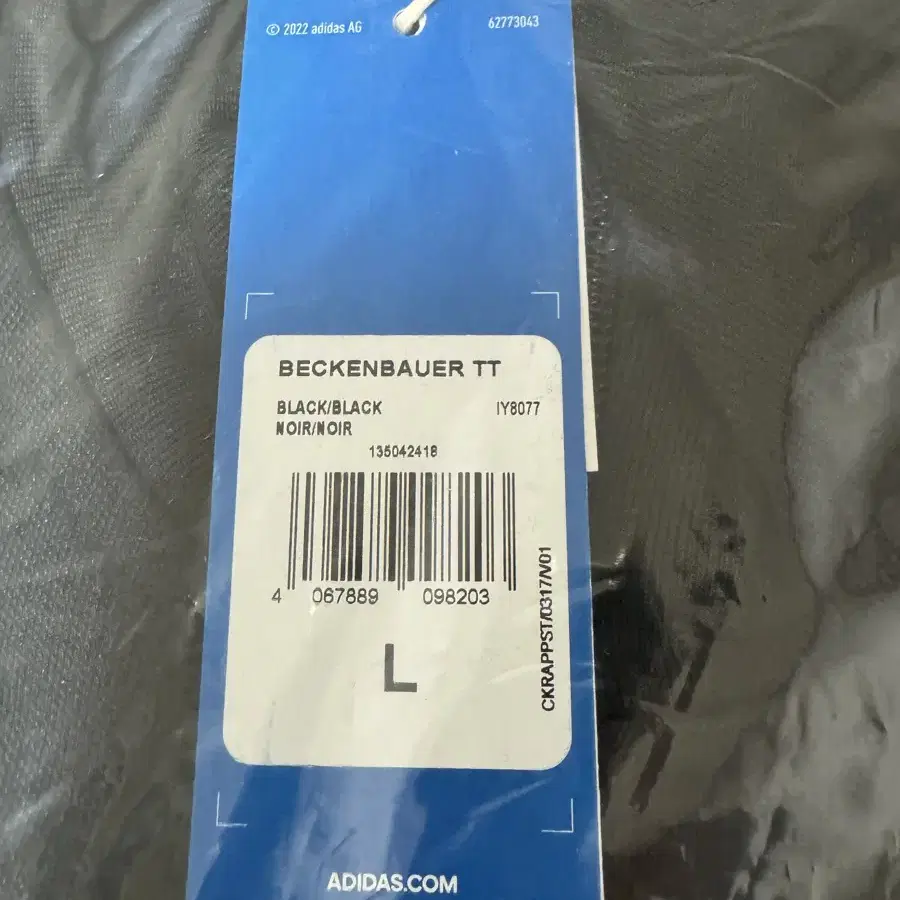 © 2022 adidas AG
62773043
BECKENBAUER TT
BLACK/BLACK
IY8077
NOIR/NOIR
135042418
4 067889 098203
CKRAPPST/0317/V01
L
ADIDAS.COM